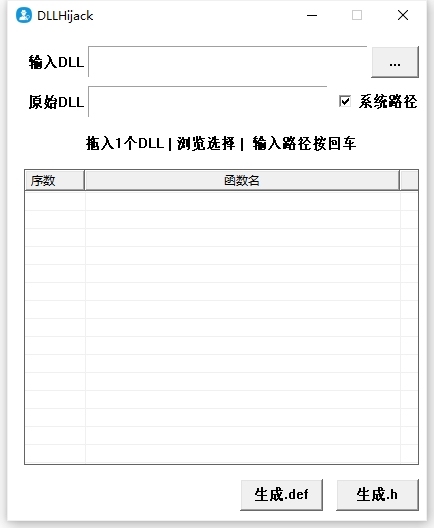 DLLHijack
输入DLL
...
原始DLL
系统路径
拖入1个DLL | 浏览选择 | 输入路径按回车
序数 函数名
生成.def 生成.h